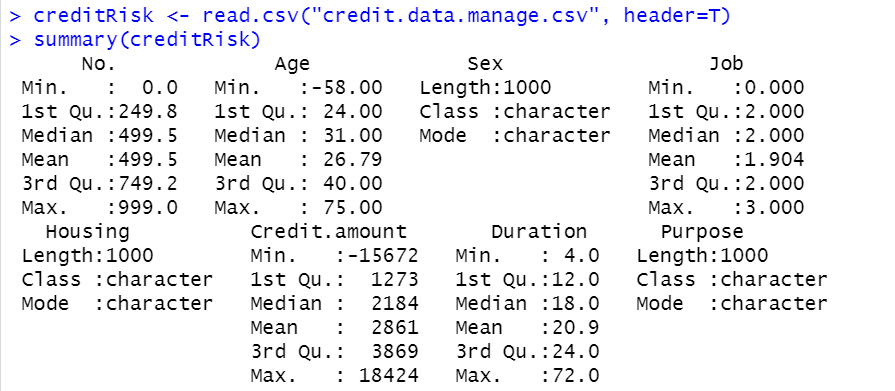 > creditRisk <- read.csv("credit.data.manage.csv", header=T)
> summary(creditRisk)
      No.             Age             Sex                 Job       
 Min.   :  0.0   Min.   :-58.00   Length:1000        Min.   :0.000  
 1st Qu.:249.8   1st Qu.: 24.00   Class :character   1st Qu.:2.000  
 Median :499.5   Median : 31.00   Mode  :character   Median :2.000  
 Mean   :499.5   Mean   : 26.79                      Mean   :1.904  
 3rd Qu.:749.2   3rd Qu.: 40.00                      3rd Qu.:2.000  
 Max.   :999.0   Max.   : 75.00                      Max.   :3.000  
   Housing          Credit.amount       Duration      Purpose         
 Length:1000        Min.   :-15672   Min.   : 4.0   Length:1000       
 Class :character   1st Qu.:  1273   1st Qu.:12.0   Class :character  
 Mode  :character   Median :  2184   Median :18.0   Mode  :character  
                    Mean   :  2861   Mean   :20.9                     
                    3rd Qu.:  3869   3rd Qu.:24.0                     
                    Max.   : 18424   Max.   :72.0